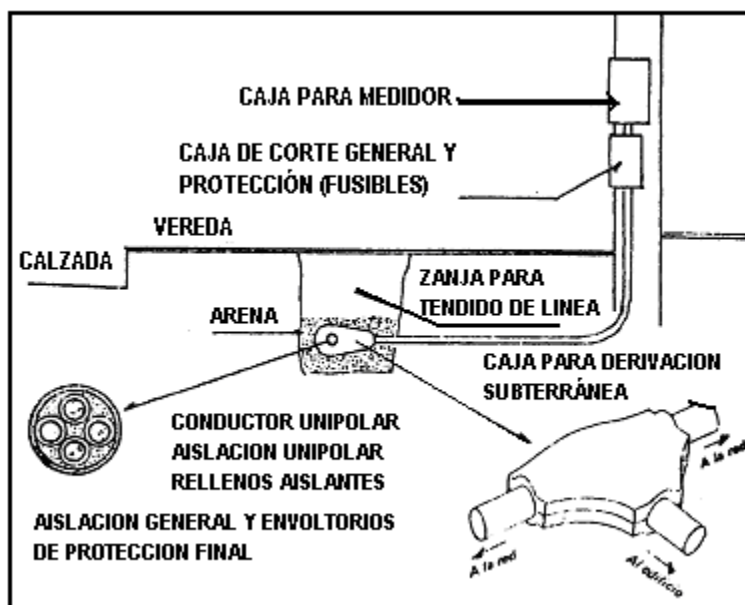 CAJA PARA MEDIDOR
CAJA DE CORTE GENERAL Y
PROTECCIÓN (FUSIBLES)
VEREDA
CALZADA
ZANJA PARA
TENDIDO DE LINEA
ARENA
CAJA PARA DERIVACION
SUBTERRÁNEA
CONDUCTOR UNIPOLAR
AISLACION UNIPOLAR
RELLENOS AISLANTES
AISLACION GENERAL Y ENVOLTORIOS
DE PROTECCION FINAL
A la red
A la red
Al edificio